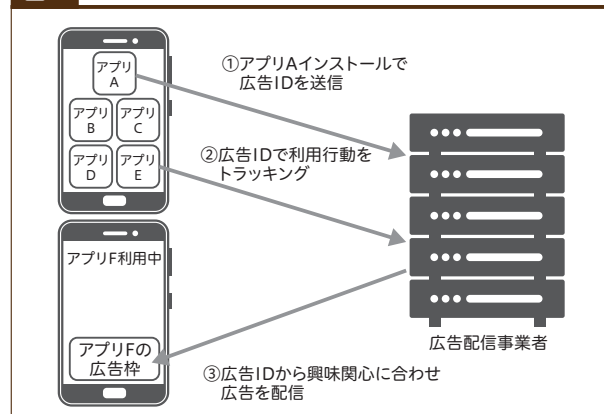 アプリ
A
アプリ
B
アプリ
C
アプリ
D
アプリ
E
①アプリAインストールで
広告IDを送信
②広告IDで利用行動を
トラッキング
アプリF利用中
アプリFの
広告枠
広告配信事業者
③広告IDから興味関心に合わせ
広告を配信